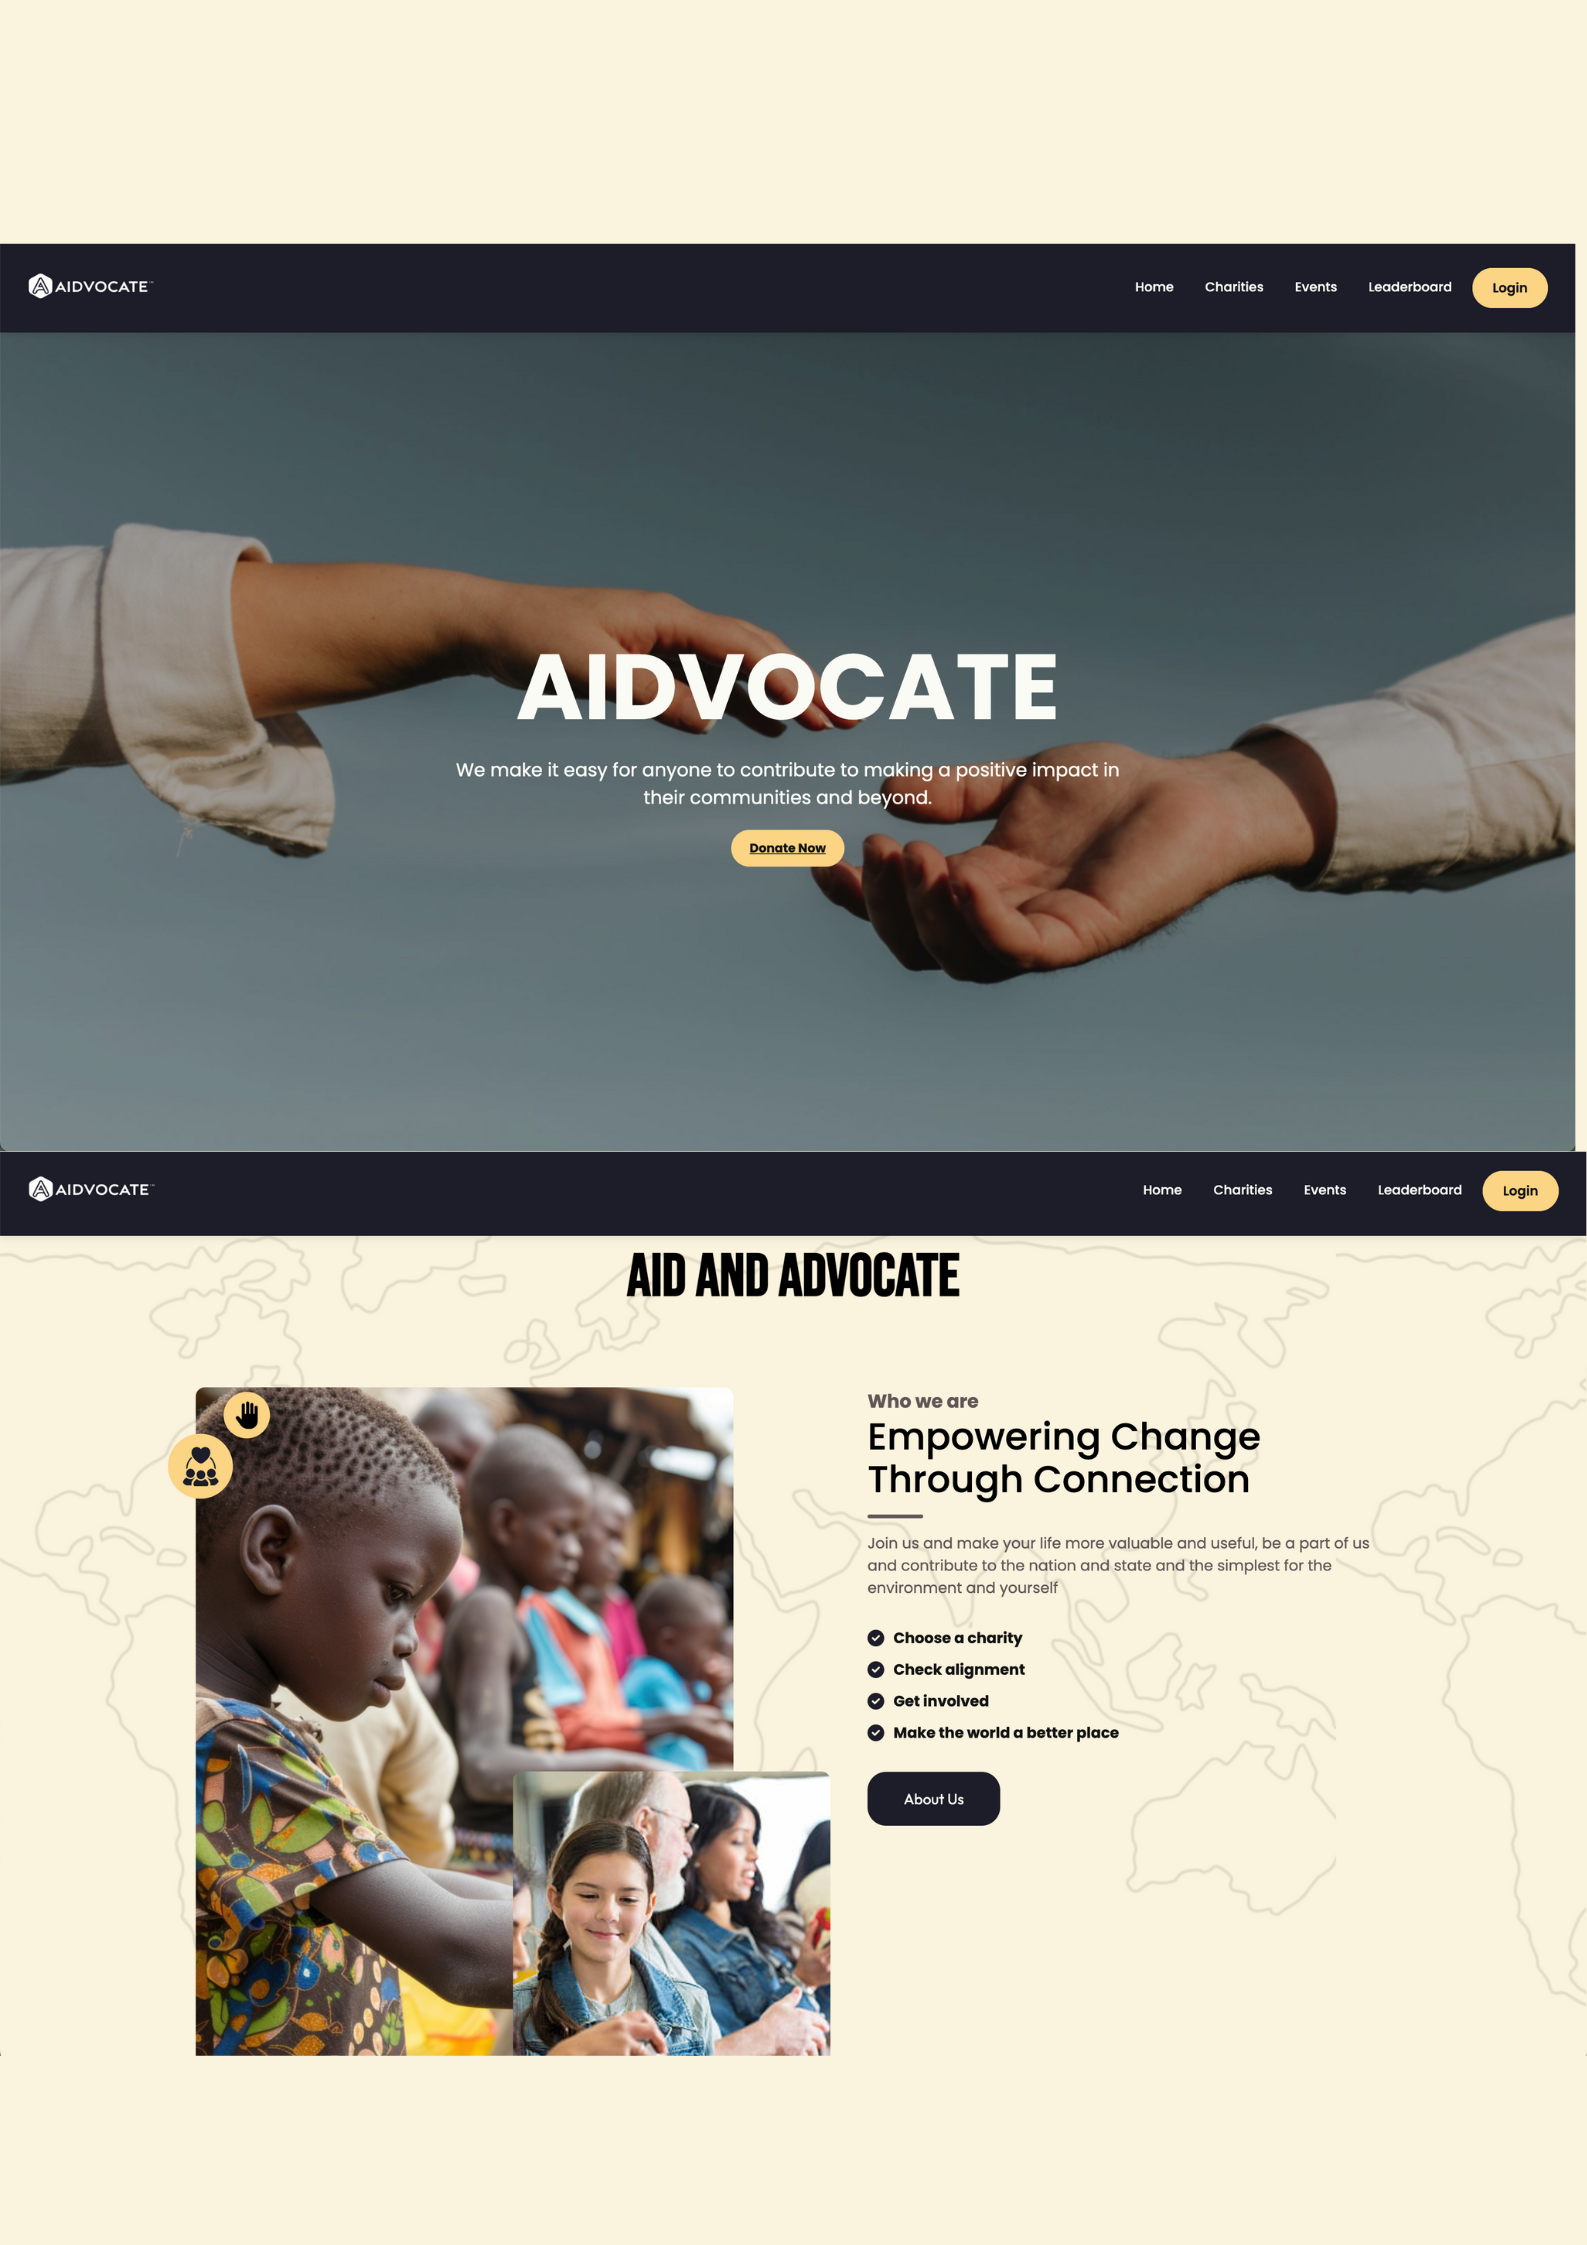 AIDVOCATE™
Home Charities Events Leaderboard Login
AIDVOCATE
We make it easy for anyone to contribute to making a positive impact in
their communities and beyond.
Donate Now
AIDVOCATE™
Home Charities Events Leaderboard Login
AID AND ADVOCATE
Who we are
Empowering Change
Through Connection
Join us and make your life more valuable and useful, be a part of us
and contribute to the nation and state and the simplest for the
environment and yourself
Choose a charity
Check alignment
Get involved
Make the world a better place
About Us